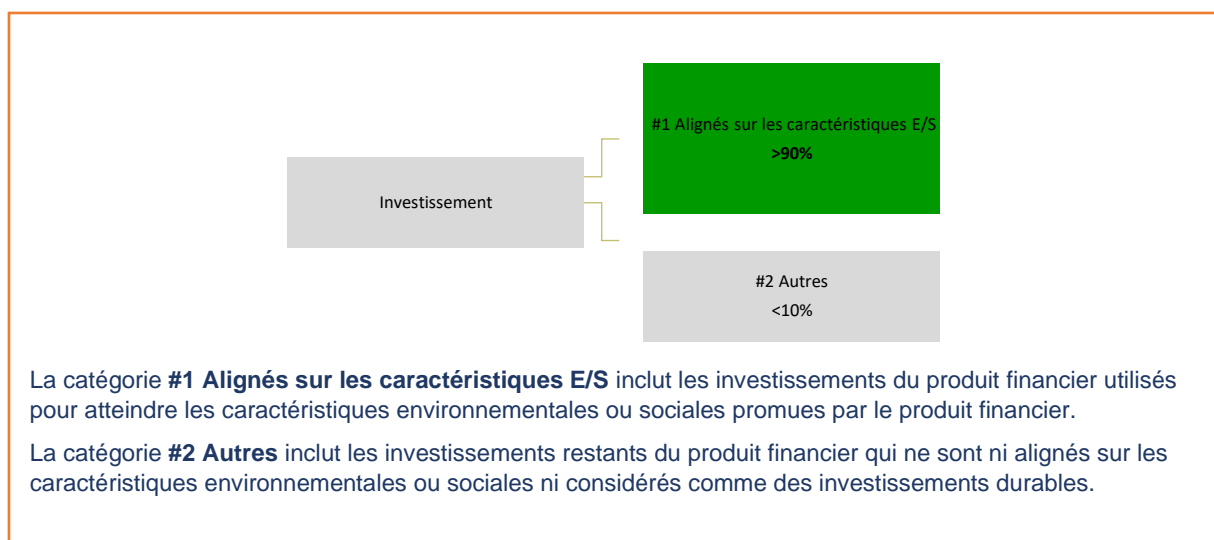 #1 Alignés sur les caractéristiques E/S
>90%
Investissement
#2 Autres
<10%
La catégorie #1 Alignés sur les caractéristiques E/S inclut les investissements du produit financier utilisés
pour atteindre les caractéristiques environnementales ou sociales promues par le produit financier.
La catégorie #2 Autres inclut les investissements restants du produit financier qui ne sont ni alignés sur les
caractéristiques environnementales ou sociales ni considérés comme des investissements durables.